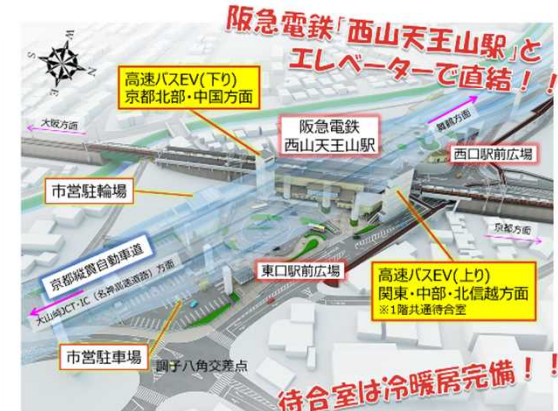 阪急電鉄「西山天王山駅」と
エレベーターで直結！！
W
N
S
E
高速バスEV(下り)
京都北部・中国方面
大阪方面
阪急電鉄
西山天王山駅
舞鶴方面
西口駅前広場
市営駐輪場
京都方面
京都縦貫自動車道
大山崎JCT・IC（名神高速道路）方面
東口駅前広場
高速バスEV(上り)
関東・中部・北信越方面
※1階共通待合室
市営駐車場
調子八角交差点
待合室は冷暖房完備！！